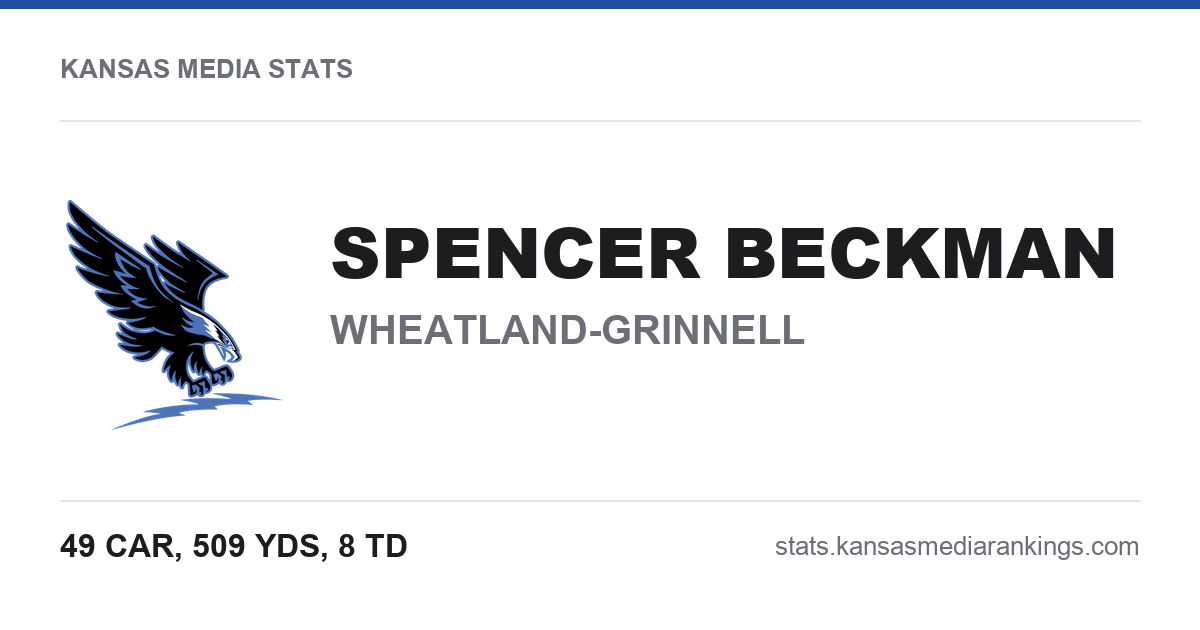 KANSAS MEDIA STATS
SPENCER BECKMAN
WHEATLAND-GRINNELL
49 CAR, 509 YDS, 8 TD
stats.kansasmediarankings.com